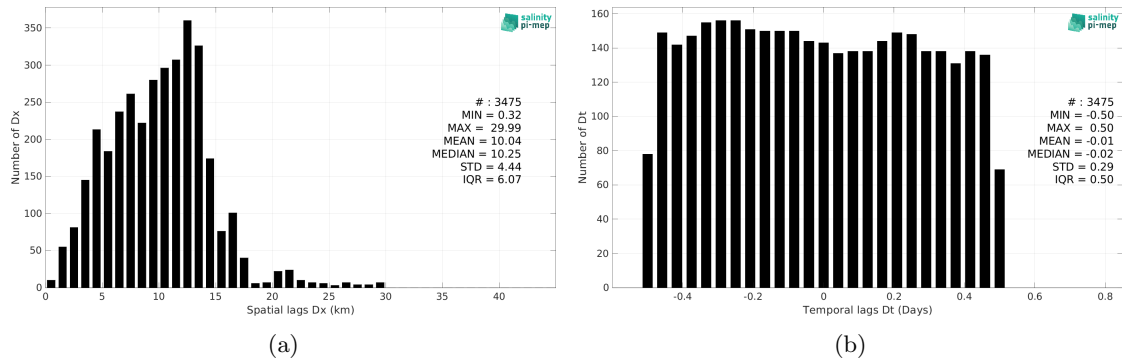 350
300
250
200
150
100
50
0
Number of Dx
salinity
pi-mep
# : 3475
MIN = 0.32
MAX = 29.99
MEAN = 10.04
MEDIAN = 10.25
STD = 4.44
IQR = 6.07
0 5 10 15 20 25 30 35 40
Spatial lags Dx (km)
(a)
160
140
120
100
80
60
40
20
0
Number of Dt
salinity
pi-mep
# : 3475
MIN = -0.50
MAX = 0.50
MEAN = -0.01
MEDIAN = -0.02
STD = 0.29
IQR = 0.50
-0.4 -0.2 0 0.2 0.4 0.6 0.8
Temporal lags Dt (Days)
(b)